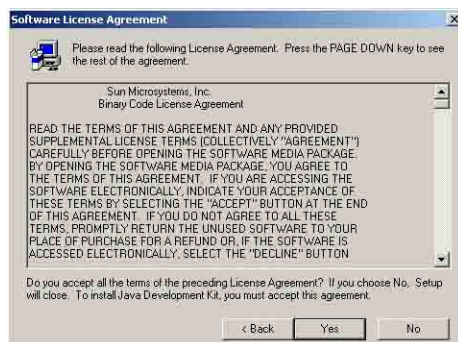 Software License Agreement
Please read the following License Agreement. Press the PAGE DOWN key to see
the rest of the agreement.
Sun Microsystems, Inc.
Binary Code License Agreement
READ THE TERMS OF THIS AGREEMENT AND ANY PROVIDED
SUPPLEMENTAL LICENSE TERMS (COLLECTIVELY "AGREEMENT")
CAREFULLY BEFORE OPENING THE SOFTWARE MEDIA PACKAGE.
BY OPENING THE SOFTWARE MEDIA PACKAGE, YOU AGREE TO
THE TERMS OF THIS AGREEMENT. IF YOU ARE ACCESSING THE
SOFTWARE ELECTRONICALLY, INDICATE YOUR ACCEPTANCE OF
THESE TERMS BY SELECTING THE "ACCEPT" BUTTON AT THE END
OF THIS AGREEMENT. IF YOU DO NOT AGREE TO ALL THESE
TERMS, PROMPTLY RETURN THE UNUSED SOFTWARE TO YOUR
PLACE OF PURCHASE FOR A REFUND OR, IF THE SOFTWARE IS
ACCESSED ELECTRONICALLY, SELECT THE "DECLINE" BUTTON
Do you accept all the terms of the preceding License Agreement? If you choose No, Setup
will close. To install Java Development Kit, you must accept this agreement.
< Back Yes No